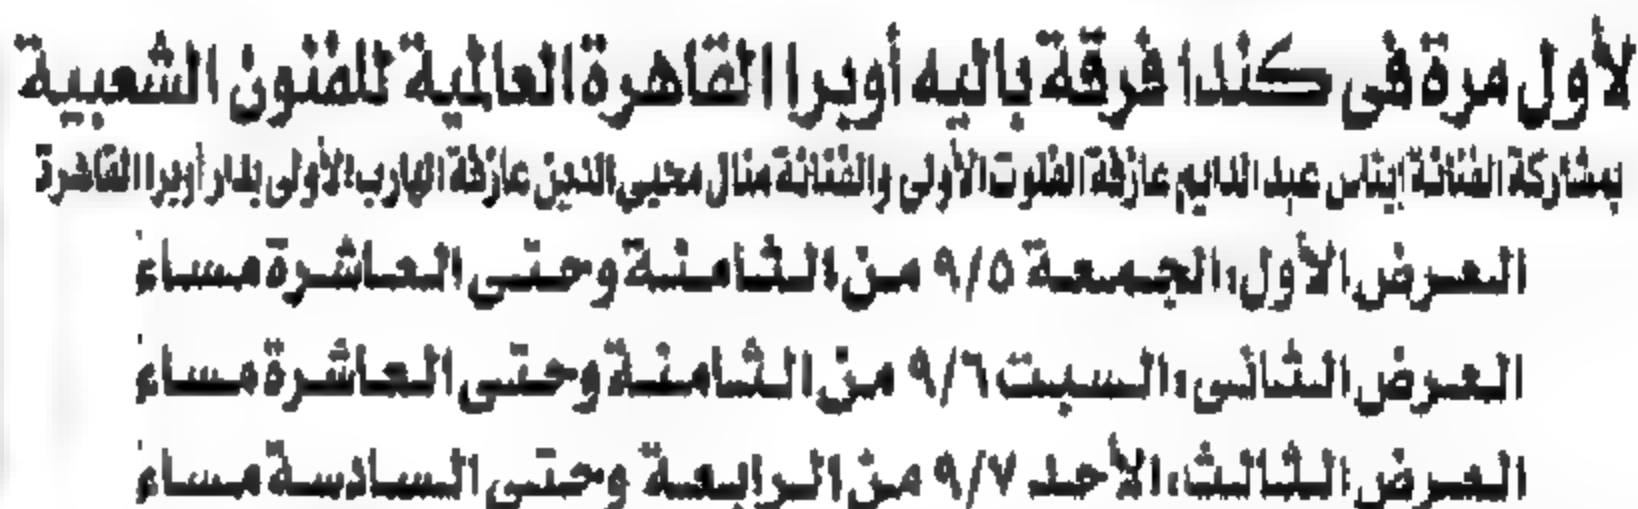 لأول مرة فى كندا فرقة باليه أوبرا القاهرة العالمية للفنون الشعبية
بمشاركة الفنانة إيناس عبد الدايم عازفة الفلوت الأولى والفنانة منال محيي الدين عازفة الهارب الأولى بدار أوبرا القاهرة
العرض الأول: الجمعة ٩/٥ من الثامنة وحتى العاشرة مساءً
العرض الثانى: السبت ٩/٦ من الثامنة وحتى العاشرة مساءً
العرض الثالث: الأحد ٩/٧ من الرابعة وحتى السادسة مساءً